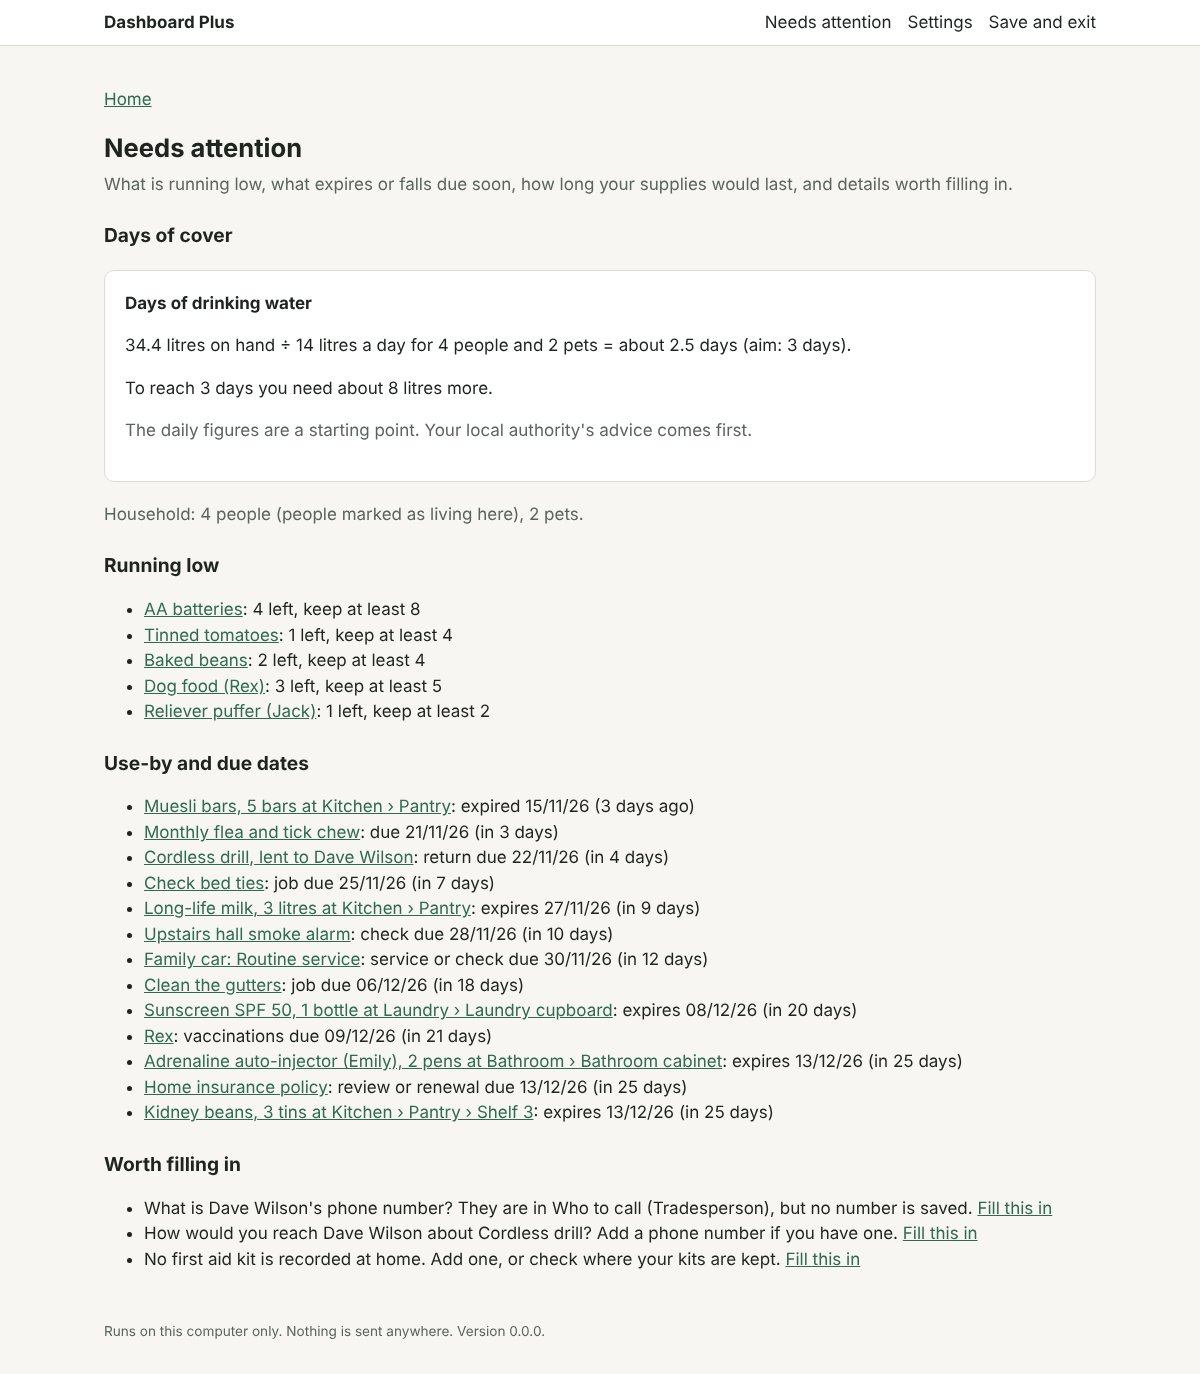 Dashboard Plus
Needs attention Settings Save and exit
Home
Needs attention
What is running low, what expires or falls due soon, how long your supplies would last, and details worth filling in.
Days of cover
Days of drinking water
34.4 litres on hand ÷ 14 litres a day for 4 people and 2 pets = about 2.5 days (aim: 3 days).
To reach 3 days you need about 8 litres more.
The daily figures are a starting point. Your local authority's advice comes first.
Household: 4 people (people marked as living here), 2 pets.
Running low
• AA batteries: 4 left, keep at least 8
• Tinned tomatoes: 1 left, keep at least 4
• Baked beans: 2 left, keep at least 4
• Dog food (Rex): 3 left, keep at least 5
• Reliever puffer (Jack): 1 left, keep at least 2
Use-by and due dates
• Muesli bars, 5 bars at Kitchen › Pantry: expired 15/11/26 (3 days ago)
• Monthly flea and tick chew: due 21/11/26 (in 3 days)
• Cordless drill, lent to Dave Wilson: return due 22/11/26 (in 4 days)
• Check bed ties: job due 25/11/26 (in 7 days)
• Long-life milk, 3 litres at Kitchen › Pantry: expires 27/11/26 (in 9 days)
• Upstairs hall smoke alarm: check due 28/11/26 (in 10 days)
• Family car: Routine service: service or check due 30/11/26 (in 12 days)
• Clean the gutters: job due 06/12/26 (in 18 days)
• Sunscreen SPF 50, 1 bottle at Laundry › Laundry cupboard: expires 08/12/26 (in 20 days)
• Rex: vaccinations due 09/12/26 (in 21 days)
• Adrenaline auto-injector (Emily), 2 pens at Bathroom › Bathroom cabinet: expires 13/12/26 (in 25 days)
• Home insurance policy: review or renewal due 13/12/26 (in 25 days)
• Kidney beans, 3 tins at Kitchen › Pantry › Shelf 3: expires 13/12/26 (in 25 days)
Worth filling in
• What is Dave Wilson's phone number? They are in Who to call (Tradesperson), but no number is saved. Fill this in
• How would you reach Dave Wilson about Cordless drill? Add a phone number if you have one. Fill this in
• No first aid kit is recorded at home. Add one, or check where your kits are kept. Fill this in
Runs on this computer only. Nothing is sent anywhere. Version 0.0.0.